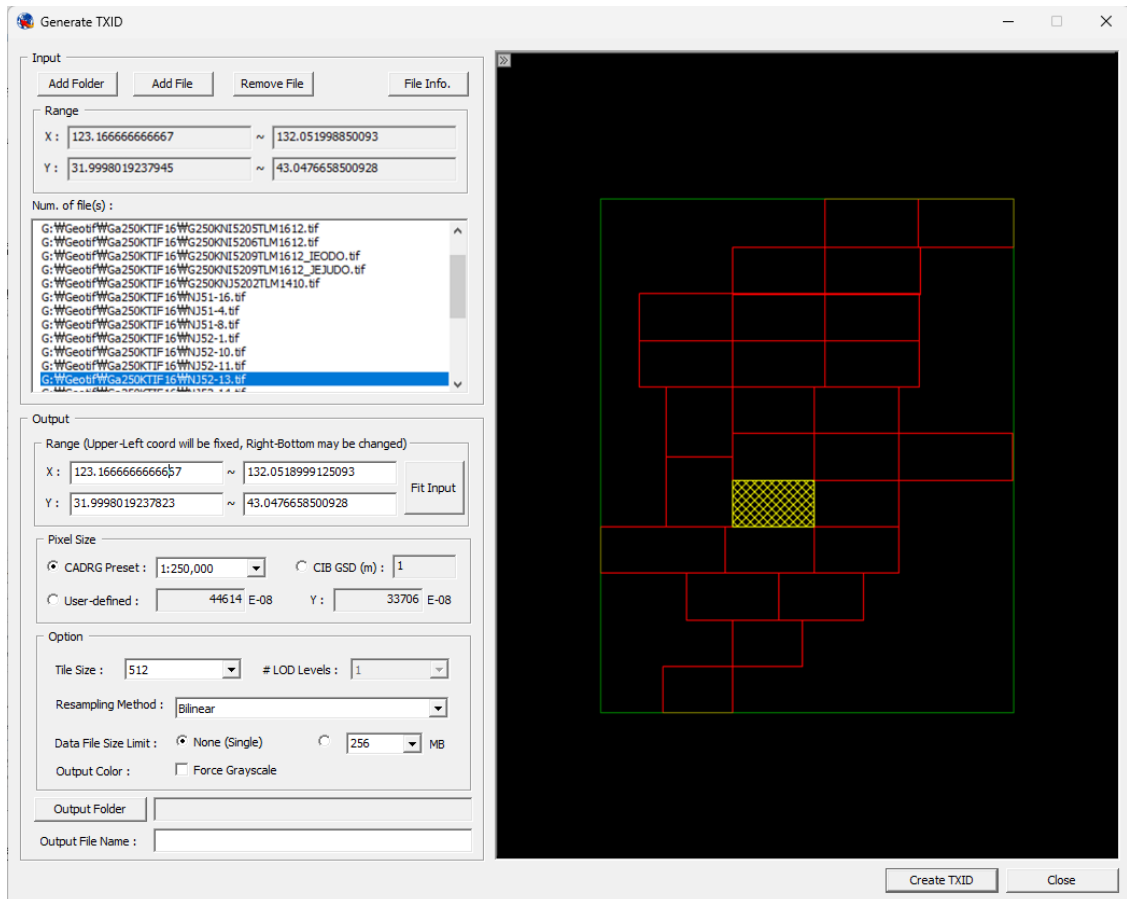 Generate TXID
Input
Add Folder Add File Remove File File Info.
Range
X : 123.166666666667 ~ 132.051998850093
Y : 31.9998019237945 ~ 43.0476658500928
Num. of file(s) :
G:₩Geotif₩Ga250KTIF16₩G250KNI5205TLM1612.tif
G:₩Geotif₩Ga250KTIF16₩G250KNI5206TLM1612.tif
G:₩Geotif₩Ga250KTIF16₩G250KNI5209TLM1612_IEODO.tif
G:₩Geotif₩Ga250KTIF16₩G250KNI5209TLM1612_JEJUDO.tif
G:₩Geotif₩Ga250KTIF16₩G250KNJ5202TLM1410.tif
G:₩Geotif₩Ga250KTIF16₩NJ51-16.tif
G:₩Geotif₩Ga250KTIF16₩NJ51-4.tif
G:₩Geotif₩Ga250KTIF16₩NJ51-8.tif
G:₩Geotif₩Ga250KTIF16₩NJ52-1.tif
G:₩Geotif₩Ga250KTIF16₩NJ52-10.tif
G:₩Geotif₩Ga250KTIF16₩NJ52-11.tif
G:₩Geotif₩Ga250KTIF16₩NJ52-13.tif
Output
Range (Upper-Left coord will be fixed, Right-Bottom may be changed)
X : 123.166666666667 ~ 132.0518999125093
Y : 31.9998019237823 ~ 43.0476658500928
Fit Input
Pixel Size
CADRG Preset : 1:250,000 CIB GSD (m) : 1
User-defined : 44614 E-08 Y : 33706 E-08
Option
Tile Size : 512 # LOD Levels : 1
Resampling Method : Bilinear
Data File Size Limit : None (Single) 256 MB
Output Color : Force Grayscale
Output Folder
Output File Name :
Create TXID Close